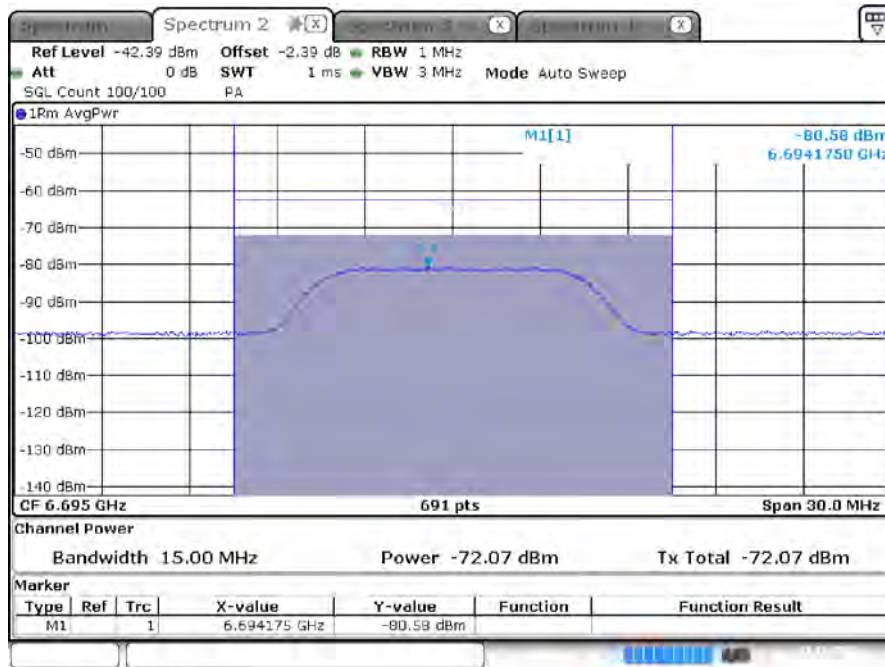 Spectrum 2 X X X
Ref Level -42.39 dBm Offset -2.39 dB RBW 1 MHz
Att 0 dB SWT 1 ms VBW 3 MHz Mode Auto Sweep
SGL Count 100/100 PA
1Rm AvgPwr
M1[1] -80.58 dBm
6.6941750 GHz
-50 dBm
-60 dBm
-70 dBm
-80 dBm
-90 dBm
-100 dBm
-110 dBm
-120 dBm
-130 dBm
-140 dBm
CF 6.695 GHz 691 pts Span 30.0 MHz
Channel Power
Bandwidth 15.00 MHz Power -72.07 dBm Tx Total -72.07 dBm
Marker
Type Ref Trc X-value Y-value Function Function Result
M1 1 6.694175 GHz -80.58 dBm